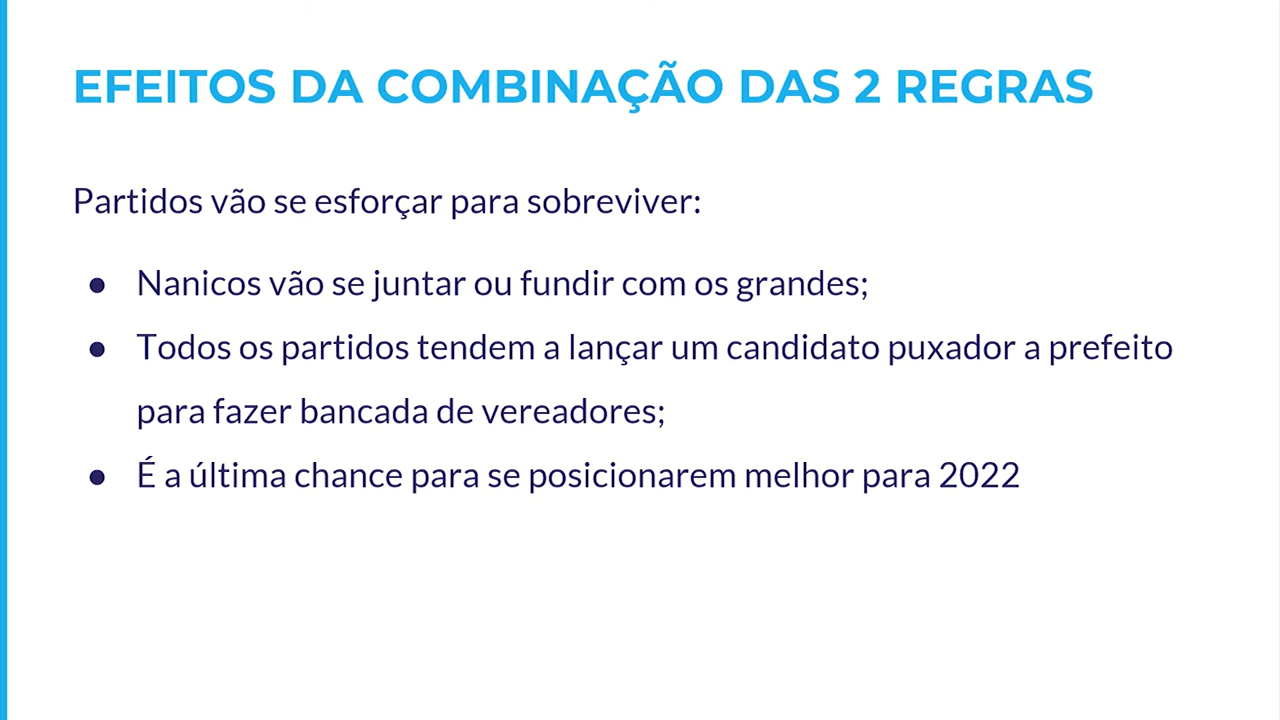 EFEITOS DA COMBINAÇÃO DAS 2 REGRAS
Partidos vão se esforçar para sobreviver:
● Nanicos vão se juntar ou fundir com os grandes;
● Todos os partidos tendem a lançar um candidato puxador a prefeito
para fazer bancada de vereadores;
● É a última chance para se posicionarem melhor para 2022